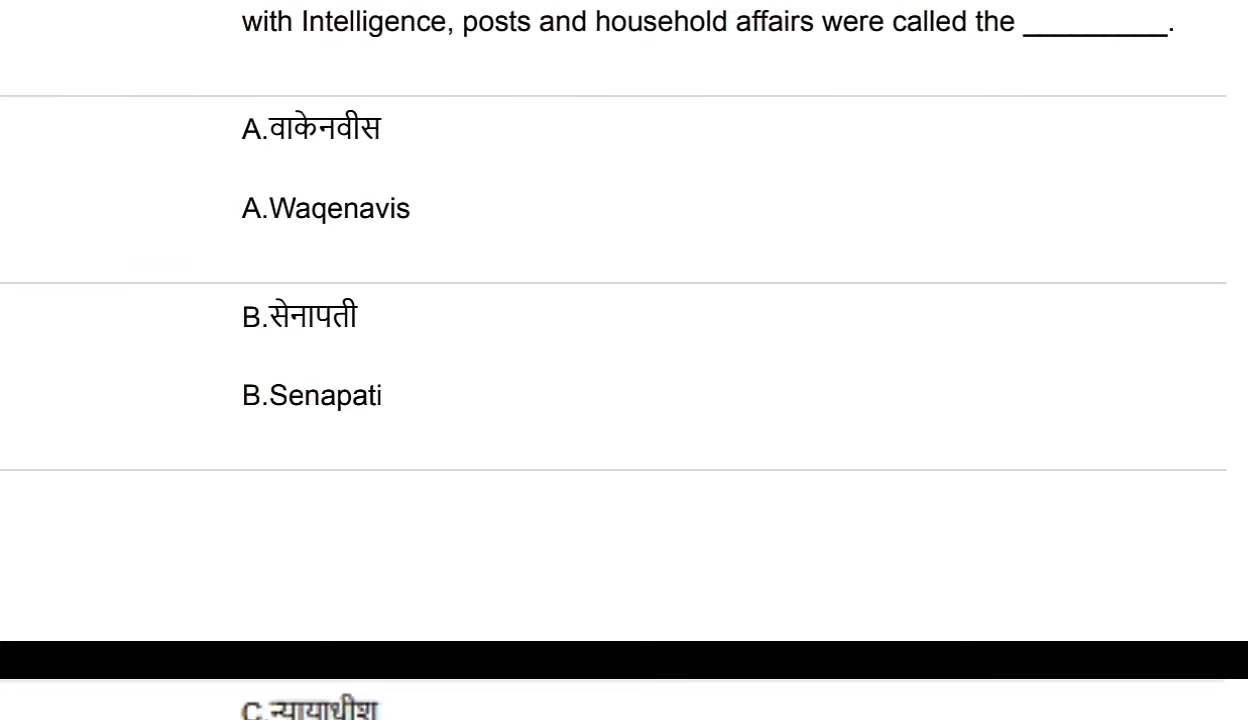 with Intelligence, posts and household affairs were called the _________.
A.वाकेनवीस
A.Waqenavis
B.सेनापती
B.Senapati
C.न्यायाधीश